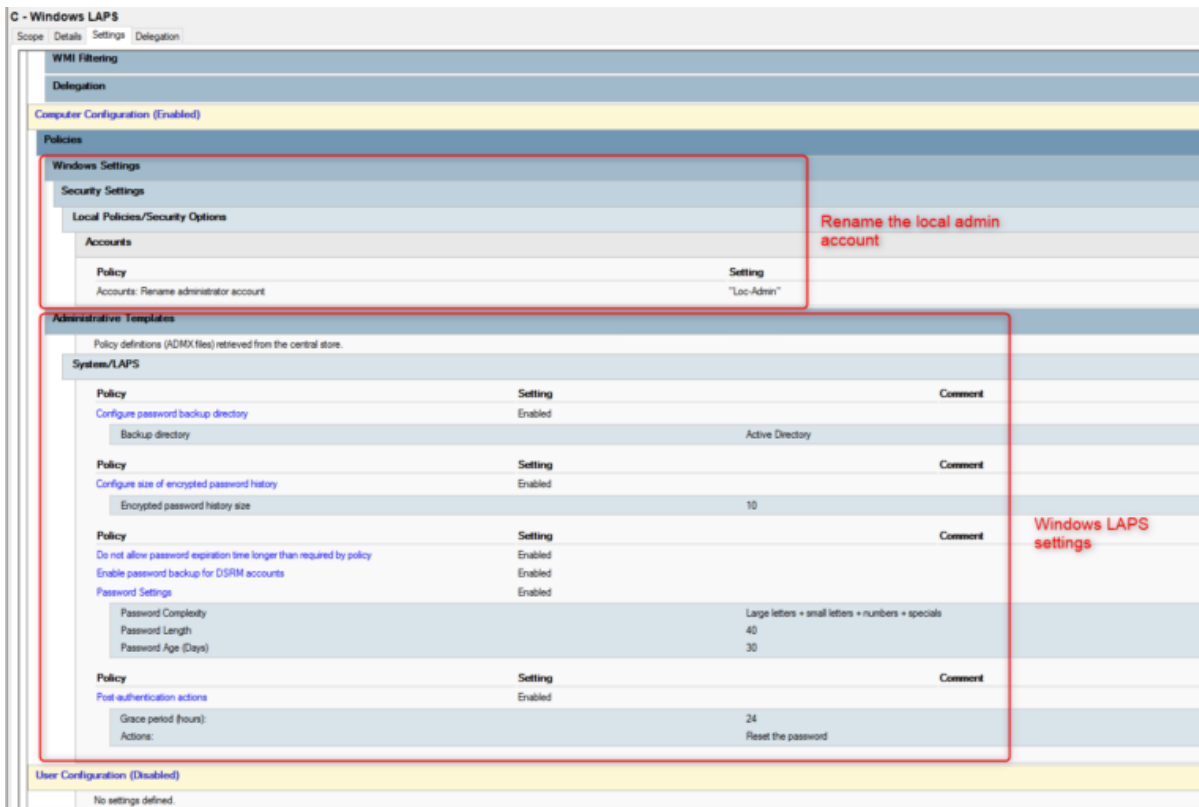 C - Windows LAPS
Scope Details Settings Delegation
WMI Filtering
Delegation
Computer Configuration (Enabled)
Policies
Windows Settings
Security Settings
Local Policies/Security Options
Accounts
Policy Setting
Accounts: Rename administrator account "Loc-Admin"
Rename the local admin
account
Administrative Templates
Policy definitions (ADMX files) retrieved from the central store.
System/LAPS
Policy Setting Comment
Configure password backup directory Enabled
Backup directory Active Directory
Policy Setting Comment
Configure size of encrypted password history Enabled
Encrypted password history size 10
Policy Setting Comment
Do not allow password expiration time longer than required by policy Enabled
Enable password backup for DSRM accounts Enabled
Password Settings Enabled
Password Complexity Large letters + small letters + numbers + specials
Password Length 40
Password Age (Days) 30
Windows LAPS
settings
Policy Setting Comment
Post-authentication actions Enabled
Grace period (hours): 24
Actions: Reset the password
User Configuration (Disabled)
No settings defined.